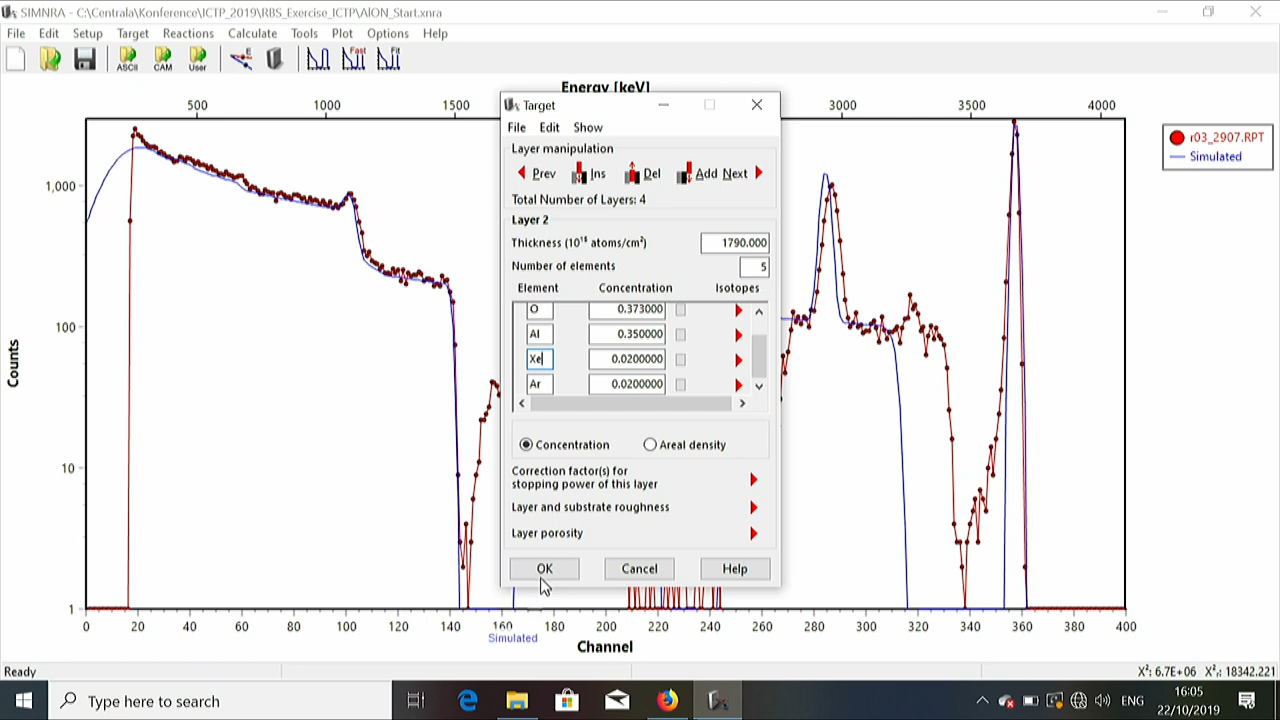 SIMNRA - C:\Centrala\Konference\ICTP_2019\RBS_Exercise_ICTP\AlON_Start.xnra
File Edit Setup Target Reactions Calculate Tools Plot Options Help
ASCII CAM User E Fast Fit
Energy [keV]
500 1000 1500 3000 3500 4000
r03_2907.RPT
Simulated
Counts
1,000
100
10
1
0 20 40 60 80 100 120 140 160 180 200 220 240 260 280 300 320 340 360 380 400
Simulated
Channel
Target
File Edit Show
Layer manipulation
Prev Ins Del Add Next
Total Number of Layers: 4
Layer 2
Thickness (10¹⁵ atoms/cm²) 1790.000
Number of elements 5
Element Concentration Isotopes
O 0.373000
Al 0.350000
Xe 0.0200000
Ar 0.0200000
Concentration Areal density
Correction factor(s) for
stopping power of this layer
Layer and substrate roughness
Layer porosity
OK Cancel Help
Ready X²: 6.7E+06 X²ᵣ: 18342.221
Type here to search
ENG
16:05
22/10/2019